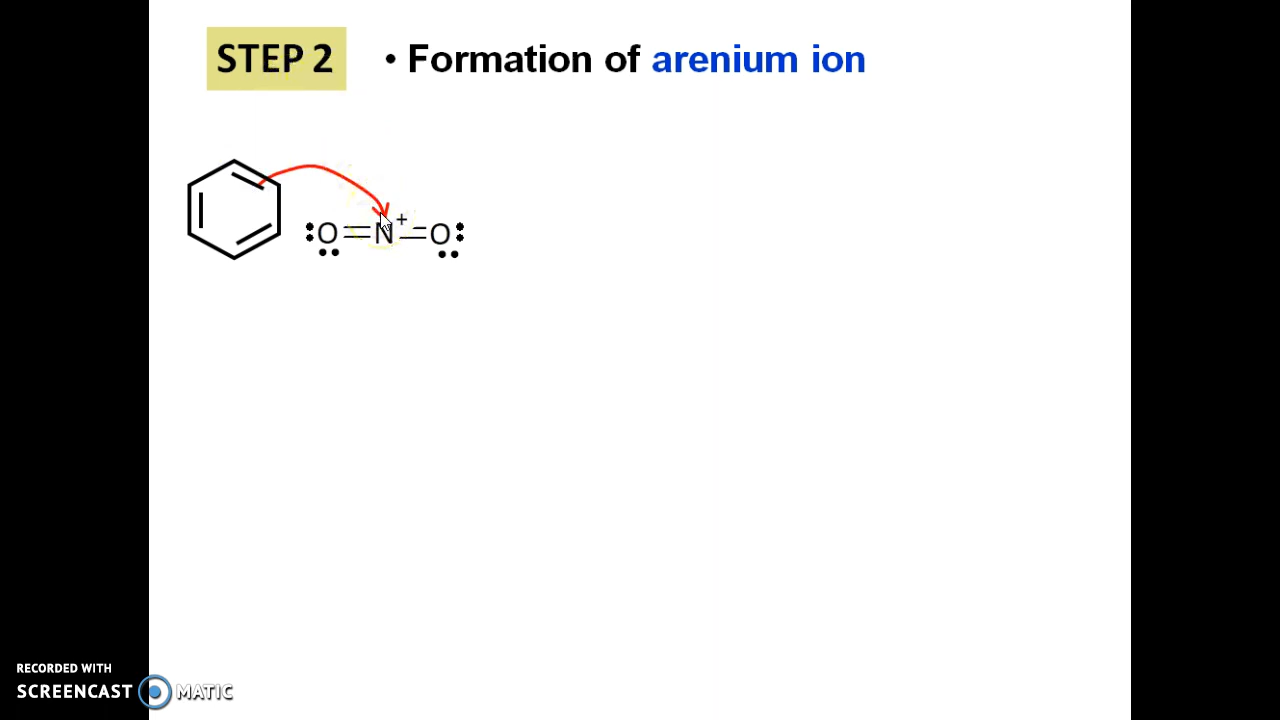 STEP 2
• Formation of arenium ion
:O=N+=O:
RECORDED WITH
SCREENCAST MATIC